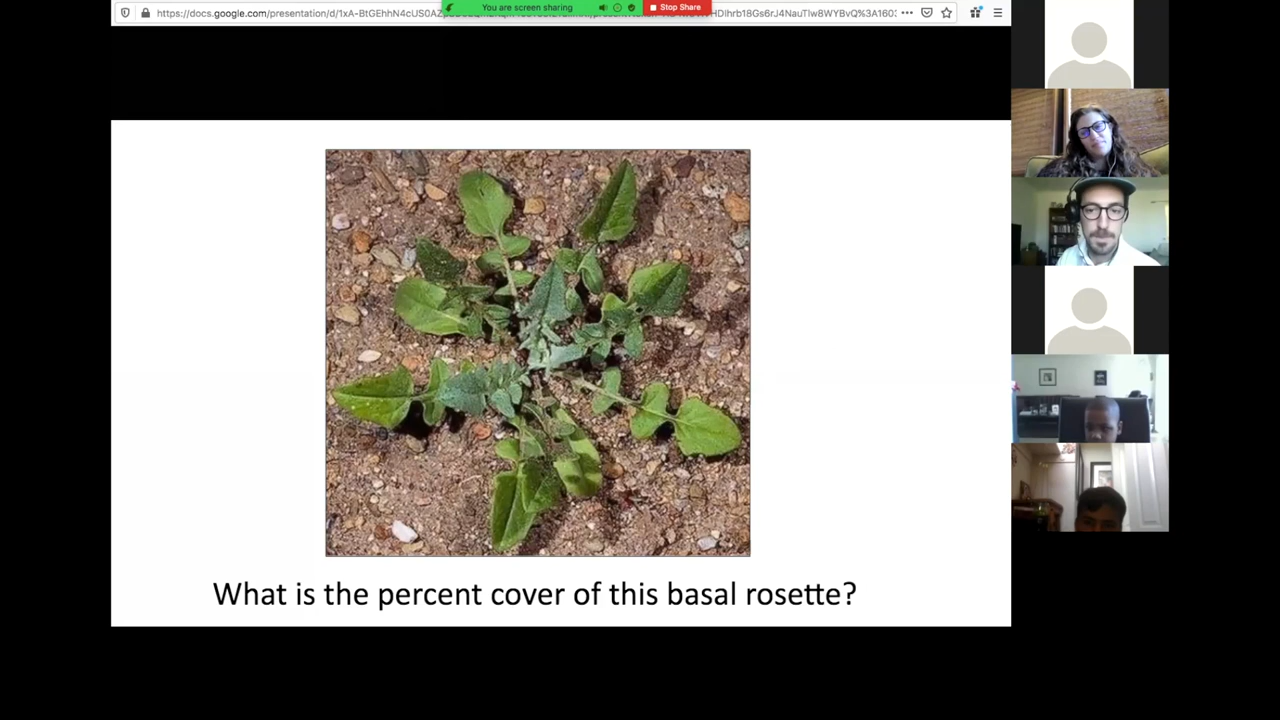 https://docs.google.com/presentation/d/1xA-BtGEhhN4cUS0AZ
You are screen sharing
Stop Share
What is the percent cover of this basal rosette?